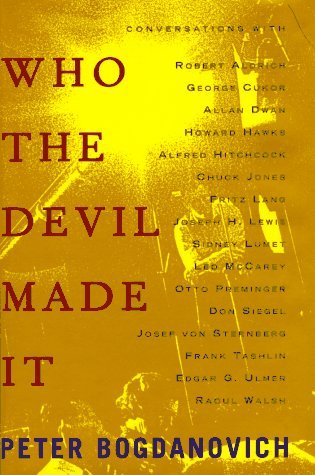 CONVERSATIONS WITH
WHO
THE
DEVIL
MADE
IT
ROBERT ALDRICH
GEORGE CUKOR
ALLAN DWAN
HOWARD HAWKS
ALFRED HITCHCOCK
CHUCK JONES
FRITZ LANG
JOSEPH H. LEWIS
SIDNEY LUMET
LEO MCCAREY
OTTO PREMINGER
DON SIEGEL
JOSEF VON STERNBERG
FRANK TASHLIN
EDGAR G. ULMER
RAOUL WALSH
PETER BOGDANOVICH